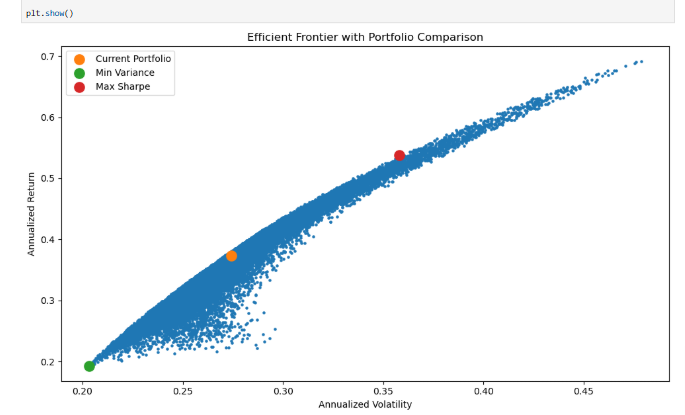 plt.show()
Efficient Frontier with Portfolio Comparison
Current Portfolio
Min Variance
Max Sharpe
Annualized Return
0.7
0.6
0.5
0.4
0.3
0.2
0.20 0.25 0.30 0.35 0.40 0.45
Annualized Volatility